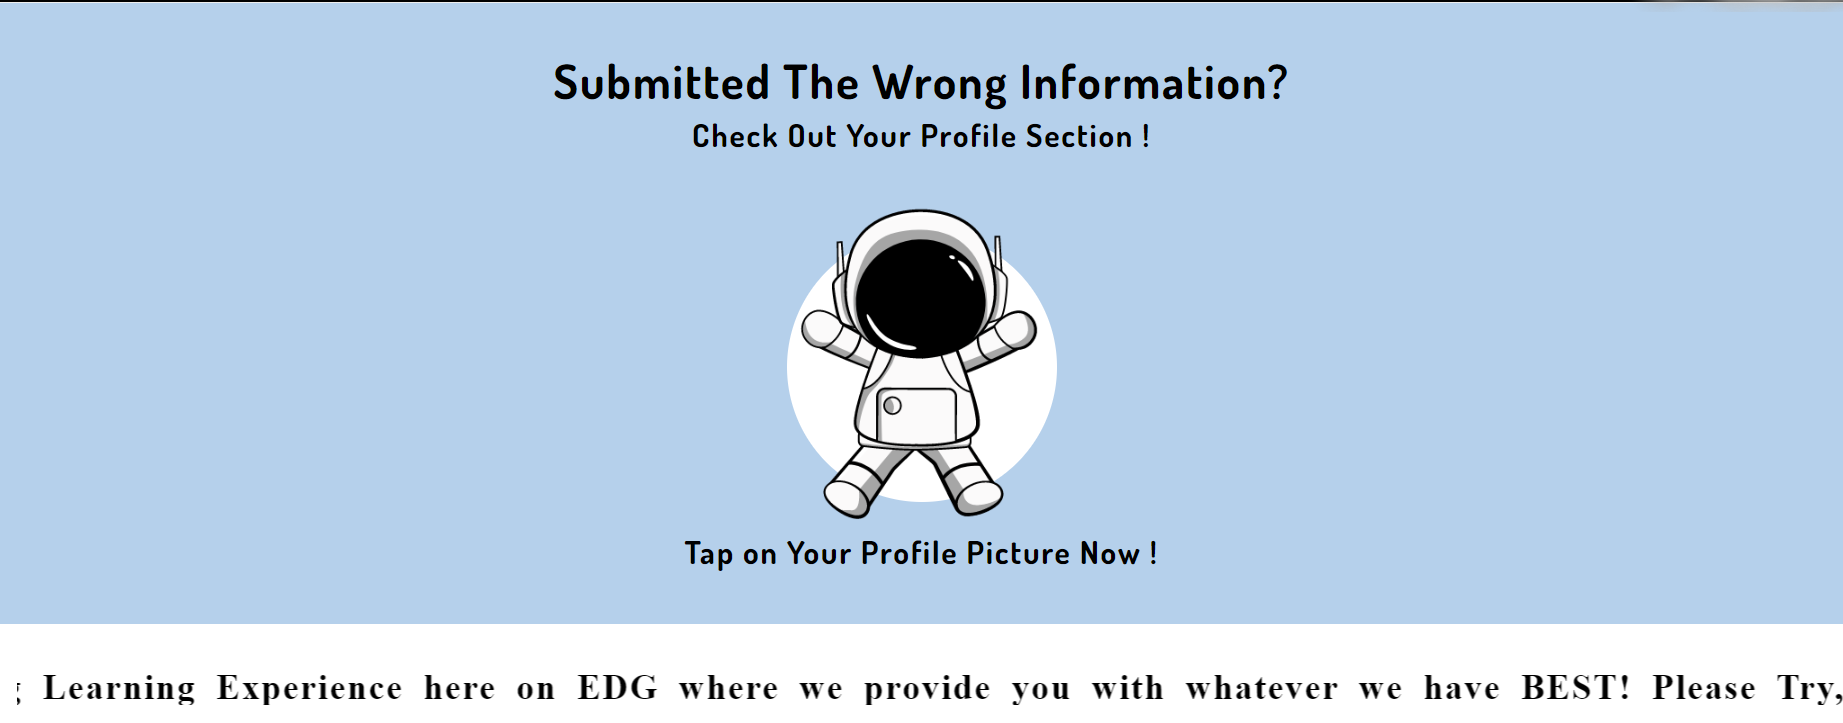 Submitted The Wrong Information?
Check Out Your Profile Section !
Tap on Your Profile Picture Now !
Learning Experience here on EDG where we provide you with whatever we have BEST! Please Try,